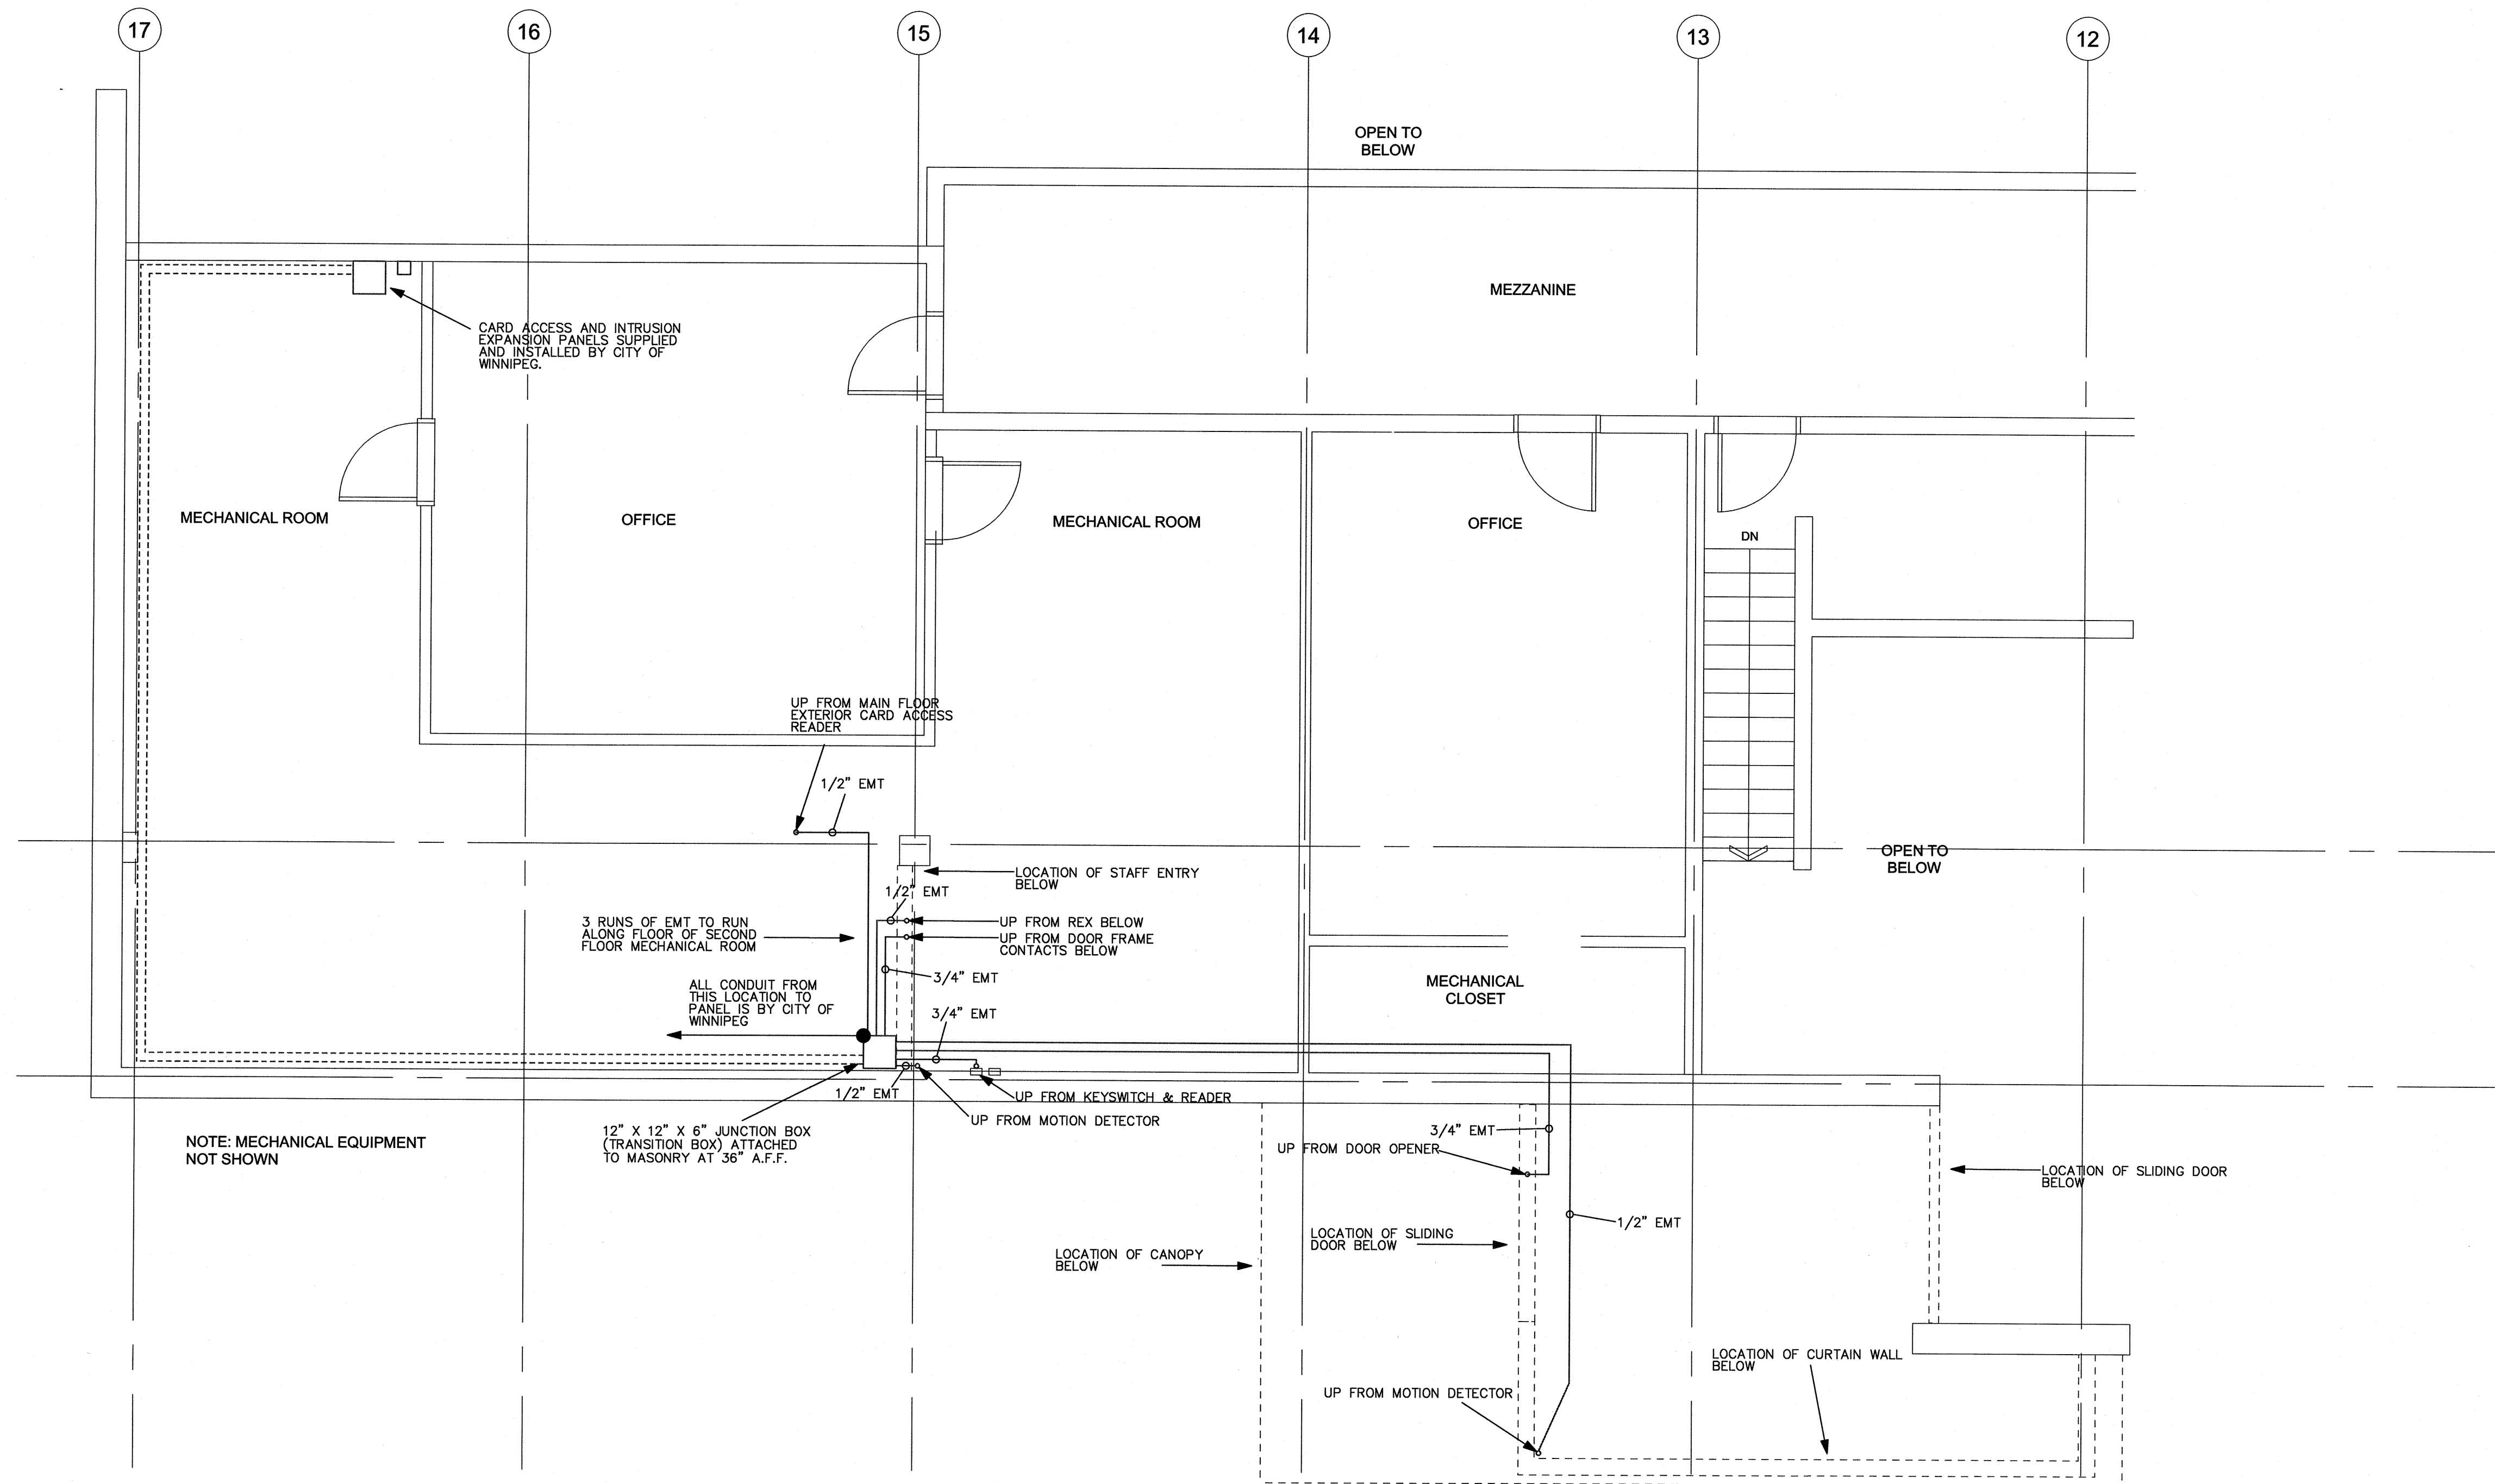 17
16
15
14
13
12
OPEN TO
BELOW
MEZZANINE
CARD ACCESS AND INTRUSION
EXPANSION PANELS SUPPLIED
AND INSTALLED BY CITY OF
WINNIPEG.
MECHANICAL ROOM
OFFICE
MECHANICAL ROOM
OFFICE
DN
UP FROM MAIN FLOOR
EXTERIOR CARD ACCESS
READER
1/2" EMT
OPEN TO
BELOW
LOCATION OF STAFF ENTRY
BELOW
1/2" EMT
3 RUNS OF EMT TO RUN
ALONG FLOOR OF SECOND
FLOOR MECHANICAL ROOM
UP FROM REX BELOW
UP FROM DOOR FRAME
CONTACTS BELOW
3/4" EMT
MECHANICAL
CLOSET
ALL CONDUIT FROM
THIS LOCATION TO
PANEL IS BY CITY OF
WINNIPEG
3/4" EMT
1/2" EMT
UP FROM KEYSWITCH & READER
UP FROM MOTION DETECTOR
12" X 12" X 6" JUNCTION BOX
(TRANSITION BOX) ATTACHED
TO MASONRY AT 36" A.F.F.
NOTE: MECHANICAL EQUIPMENT
NOT SHOWN
3/4" EMT
UP FROM DOOR OPENER
LOCATION OF SLIDING DOOR
BELOW
1/2" EMT
LOCATION OF SLIDING
DOOR BELOW
LOCATION OF CANOPY
BELOW
LOCATION OF CURTAIN WALL
BELOW
UP FROM MOTION DETECTOR